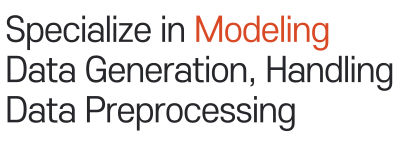 Specialize in Modeling
Data Generation, Handling
Data Preprocessing